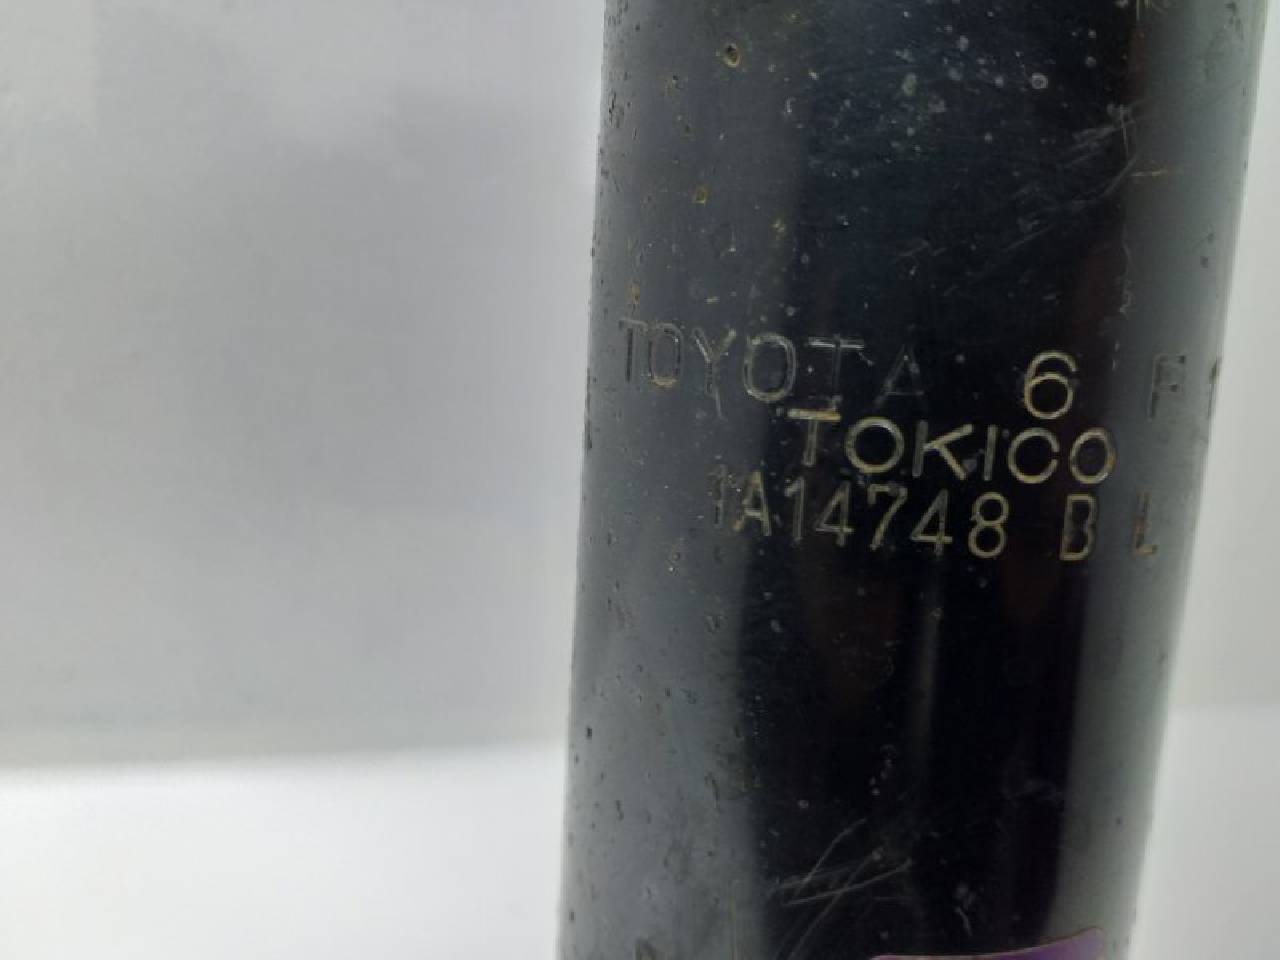 TOYOTA 6 F
TOKICO
1A14748 B L